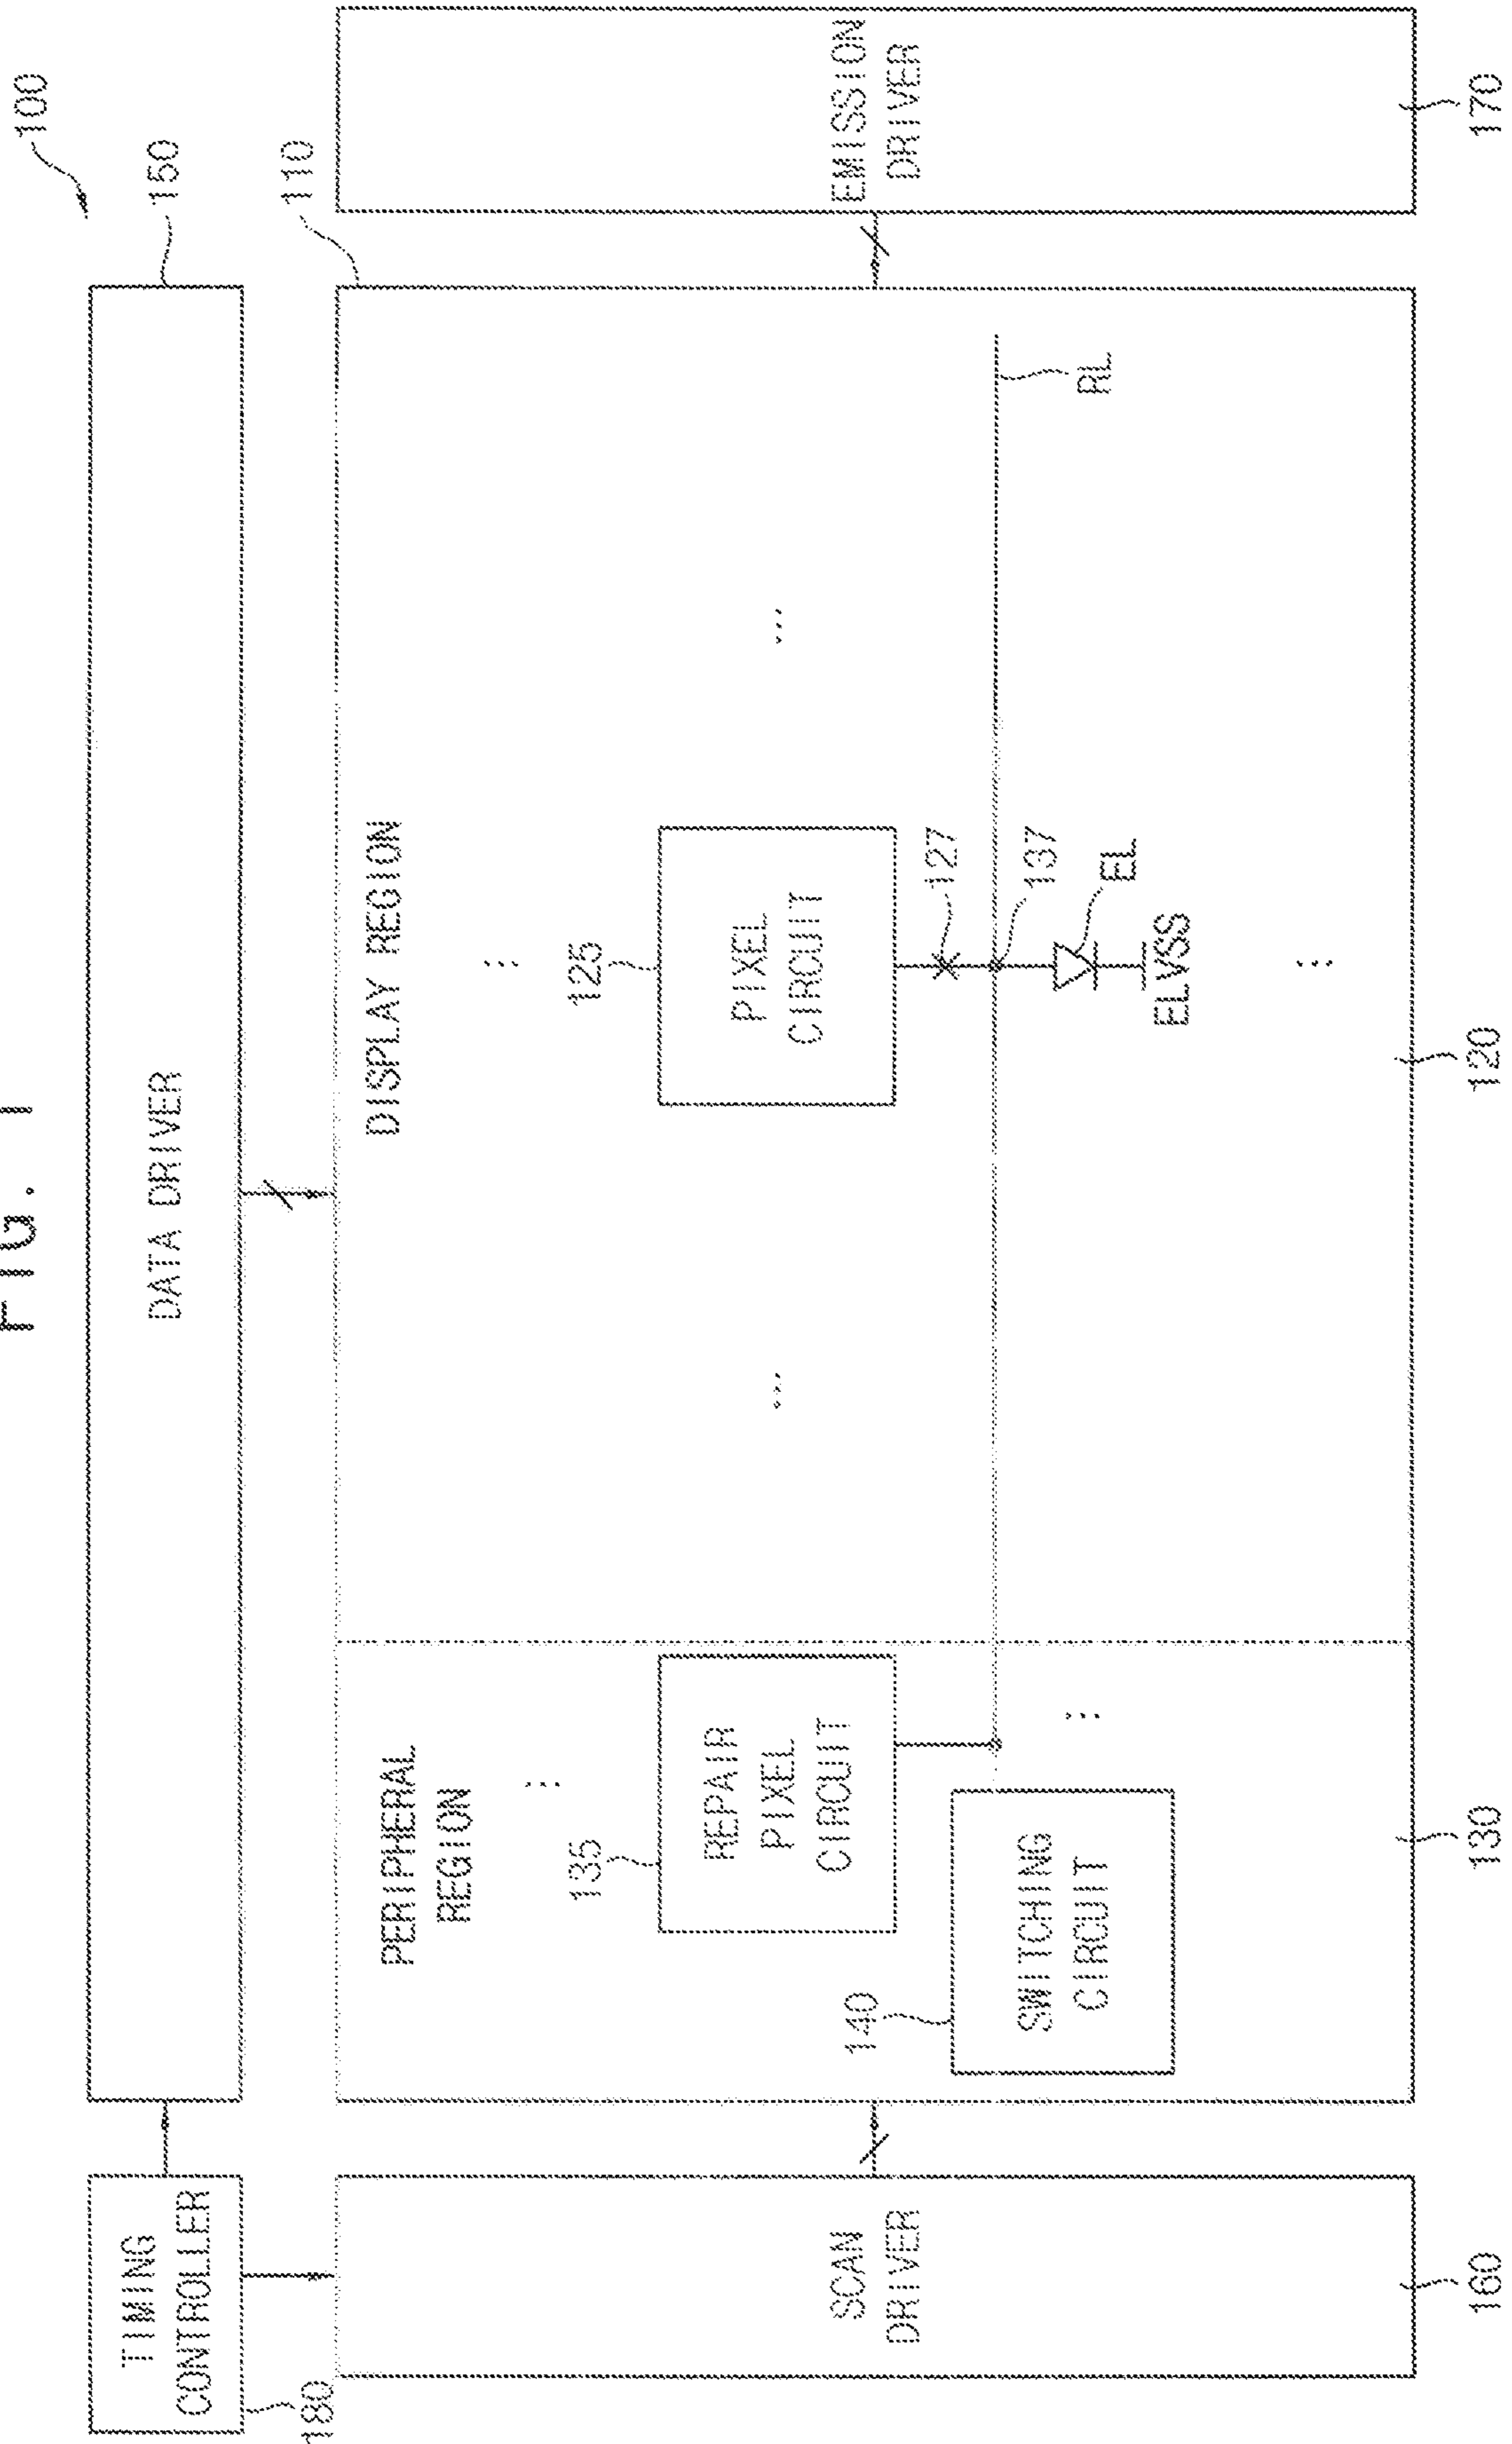 FIG. 1
100
TIMING
CONTROLLER
180
DATA DRIVER
150
110
SCAN
DRIVER
160
PERIPHERAL
REGION
135
REPAIR
PIXEL
CIRCUIT
140
SWITCHING
CIRCUIT
130
DISPLAY REGION
125
PIXEL
CIRCUIT
127
137
EL
ELVSS
RL
120
EMISSION
DRIVER
170